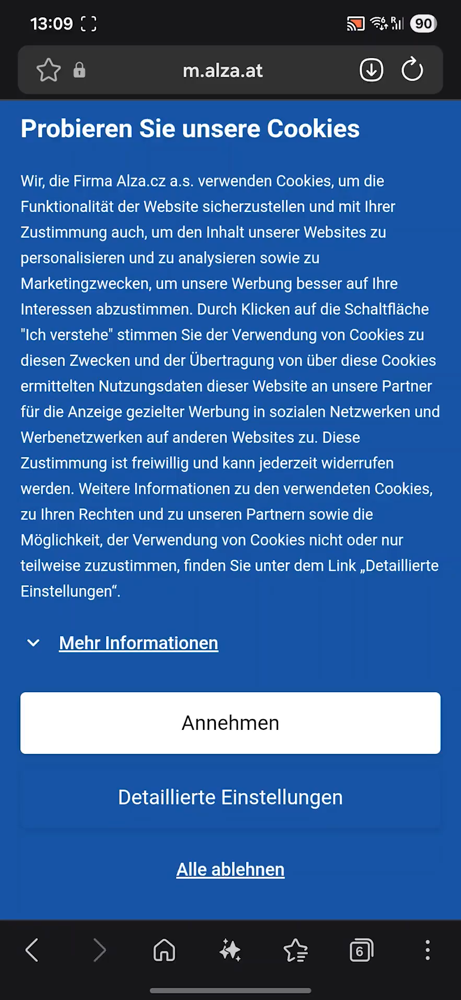 13:09
6 R 90
m.alza.at
Probieren Sie unsere Cookies
Wir, die Firma Alza.cz a.s. verwenden Cookies, um die
Funktionalität der Website sicherzustellen und mit Ihrer
Zustimmung auch, um den Inhalt unserer Websites zu
personalisieren und zu analysieren sowie zu
Marketingzwecken, um unsere Werbung besser auf Ihre
Interessen abzustimmen. Durch Klicken auf die Schaltfläche
"Ich verstehe" stimmen Sie der Verwendung von Cookies zu
diesen Zwecken und der Übertragung von über diese Cookies
ermittelten Nutzungsdaten dieser Website an unsere Partner
für die Anzeige gezielter Werbung in sozialen Netzwerken und
Werbenetzwerken auf anderen Websites zu. Diese
Zustimmung ist freiwillig und kann jederzeit widerrufen
werden. Weitere Informationen zu den verwendeten Cookies,
zu Ihren Rechten und zu unseren Partnern sowie die
Möglichkeit, der Verwendung von Cookies nicht oder nur
teilweise zuzustimmen, finden Sie unter dem Link „Detaillierte
Einstellungen“.
Mehr Informationen
Annehmen
Detaillierte Einstellungen
Alle ablehnen
6